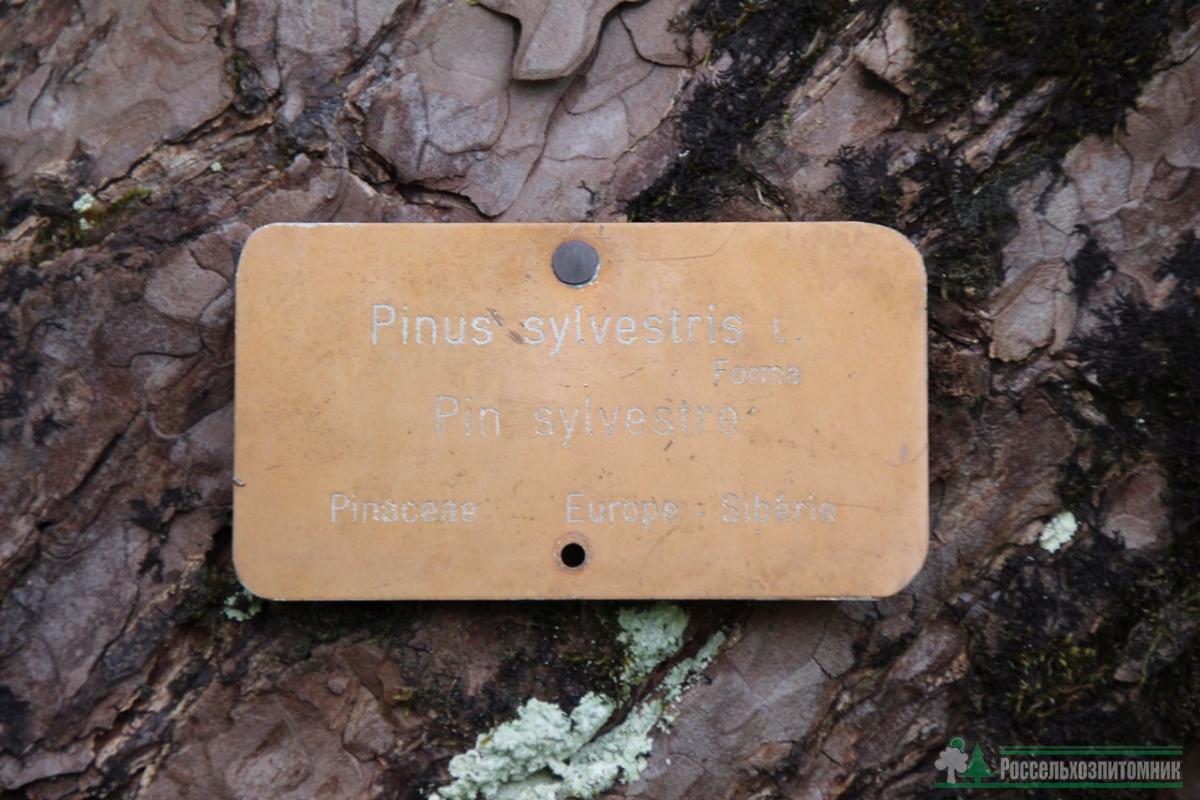 Pinus sylvestris L.
Forma
Pin sylvestre
Pinaceae Europe - Sibérie
Россельхозпитомник